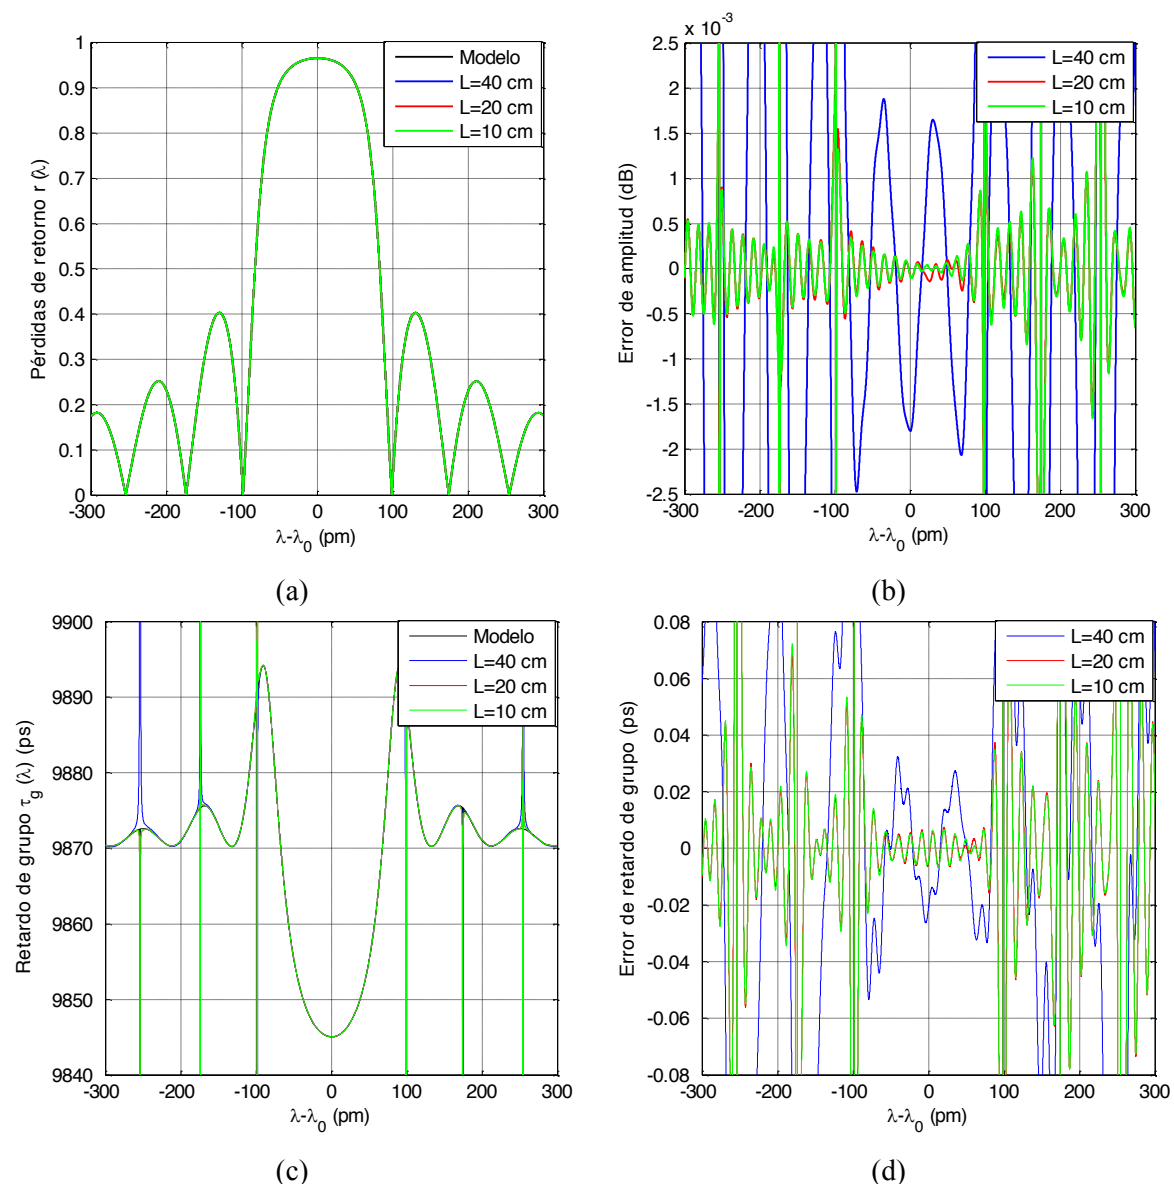 Pérdidas de retorno r (λ)
1
0.9
0.8
0.7
0.6
0.5
0.4
0.3
0.2
0.1
0
-300 -200 -100 0 100 200 300
λ-λ0 (pm)
Modelo
L=40 cm
L=20 cm
L=10 cm
(a)
x 10-3
Error de amplitud (dB)
2.5
1.5
0.5
0
-0.5
-1
-1.5
-2.5
-300 -200 -100 0 100 200 300
λ-λ0 (pm)
L=40 cm
L=20 cm
L=10 cm
(b)
Retardo de grupo τg (λ) (ps)
9900
9890
9880
9870
9860
9850
9840
-300 -200 -100 0 100 200 300
λ-λ0 (pm)
Modelo
L=40 cm
L=20 cm
L=10 cm
(c)
Error de retardo de grupo (ps)
0.08
0.06
0.04
0.02
0
-0.02
-0.04
-0.06
-0.08
-300 -200 -100 0 100 200 300
λ-λ0 (pm)
L=40 cm
L=20 cm
L=10 cm
(d)